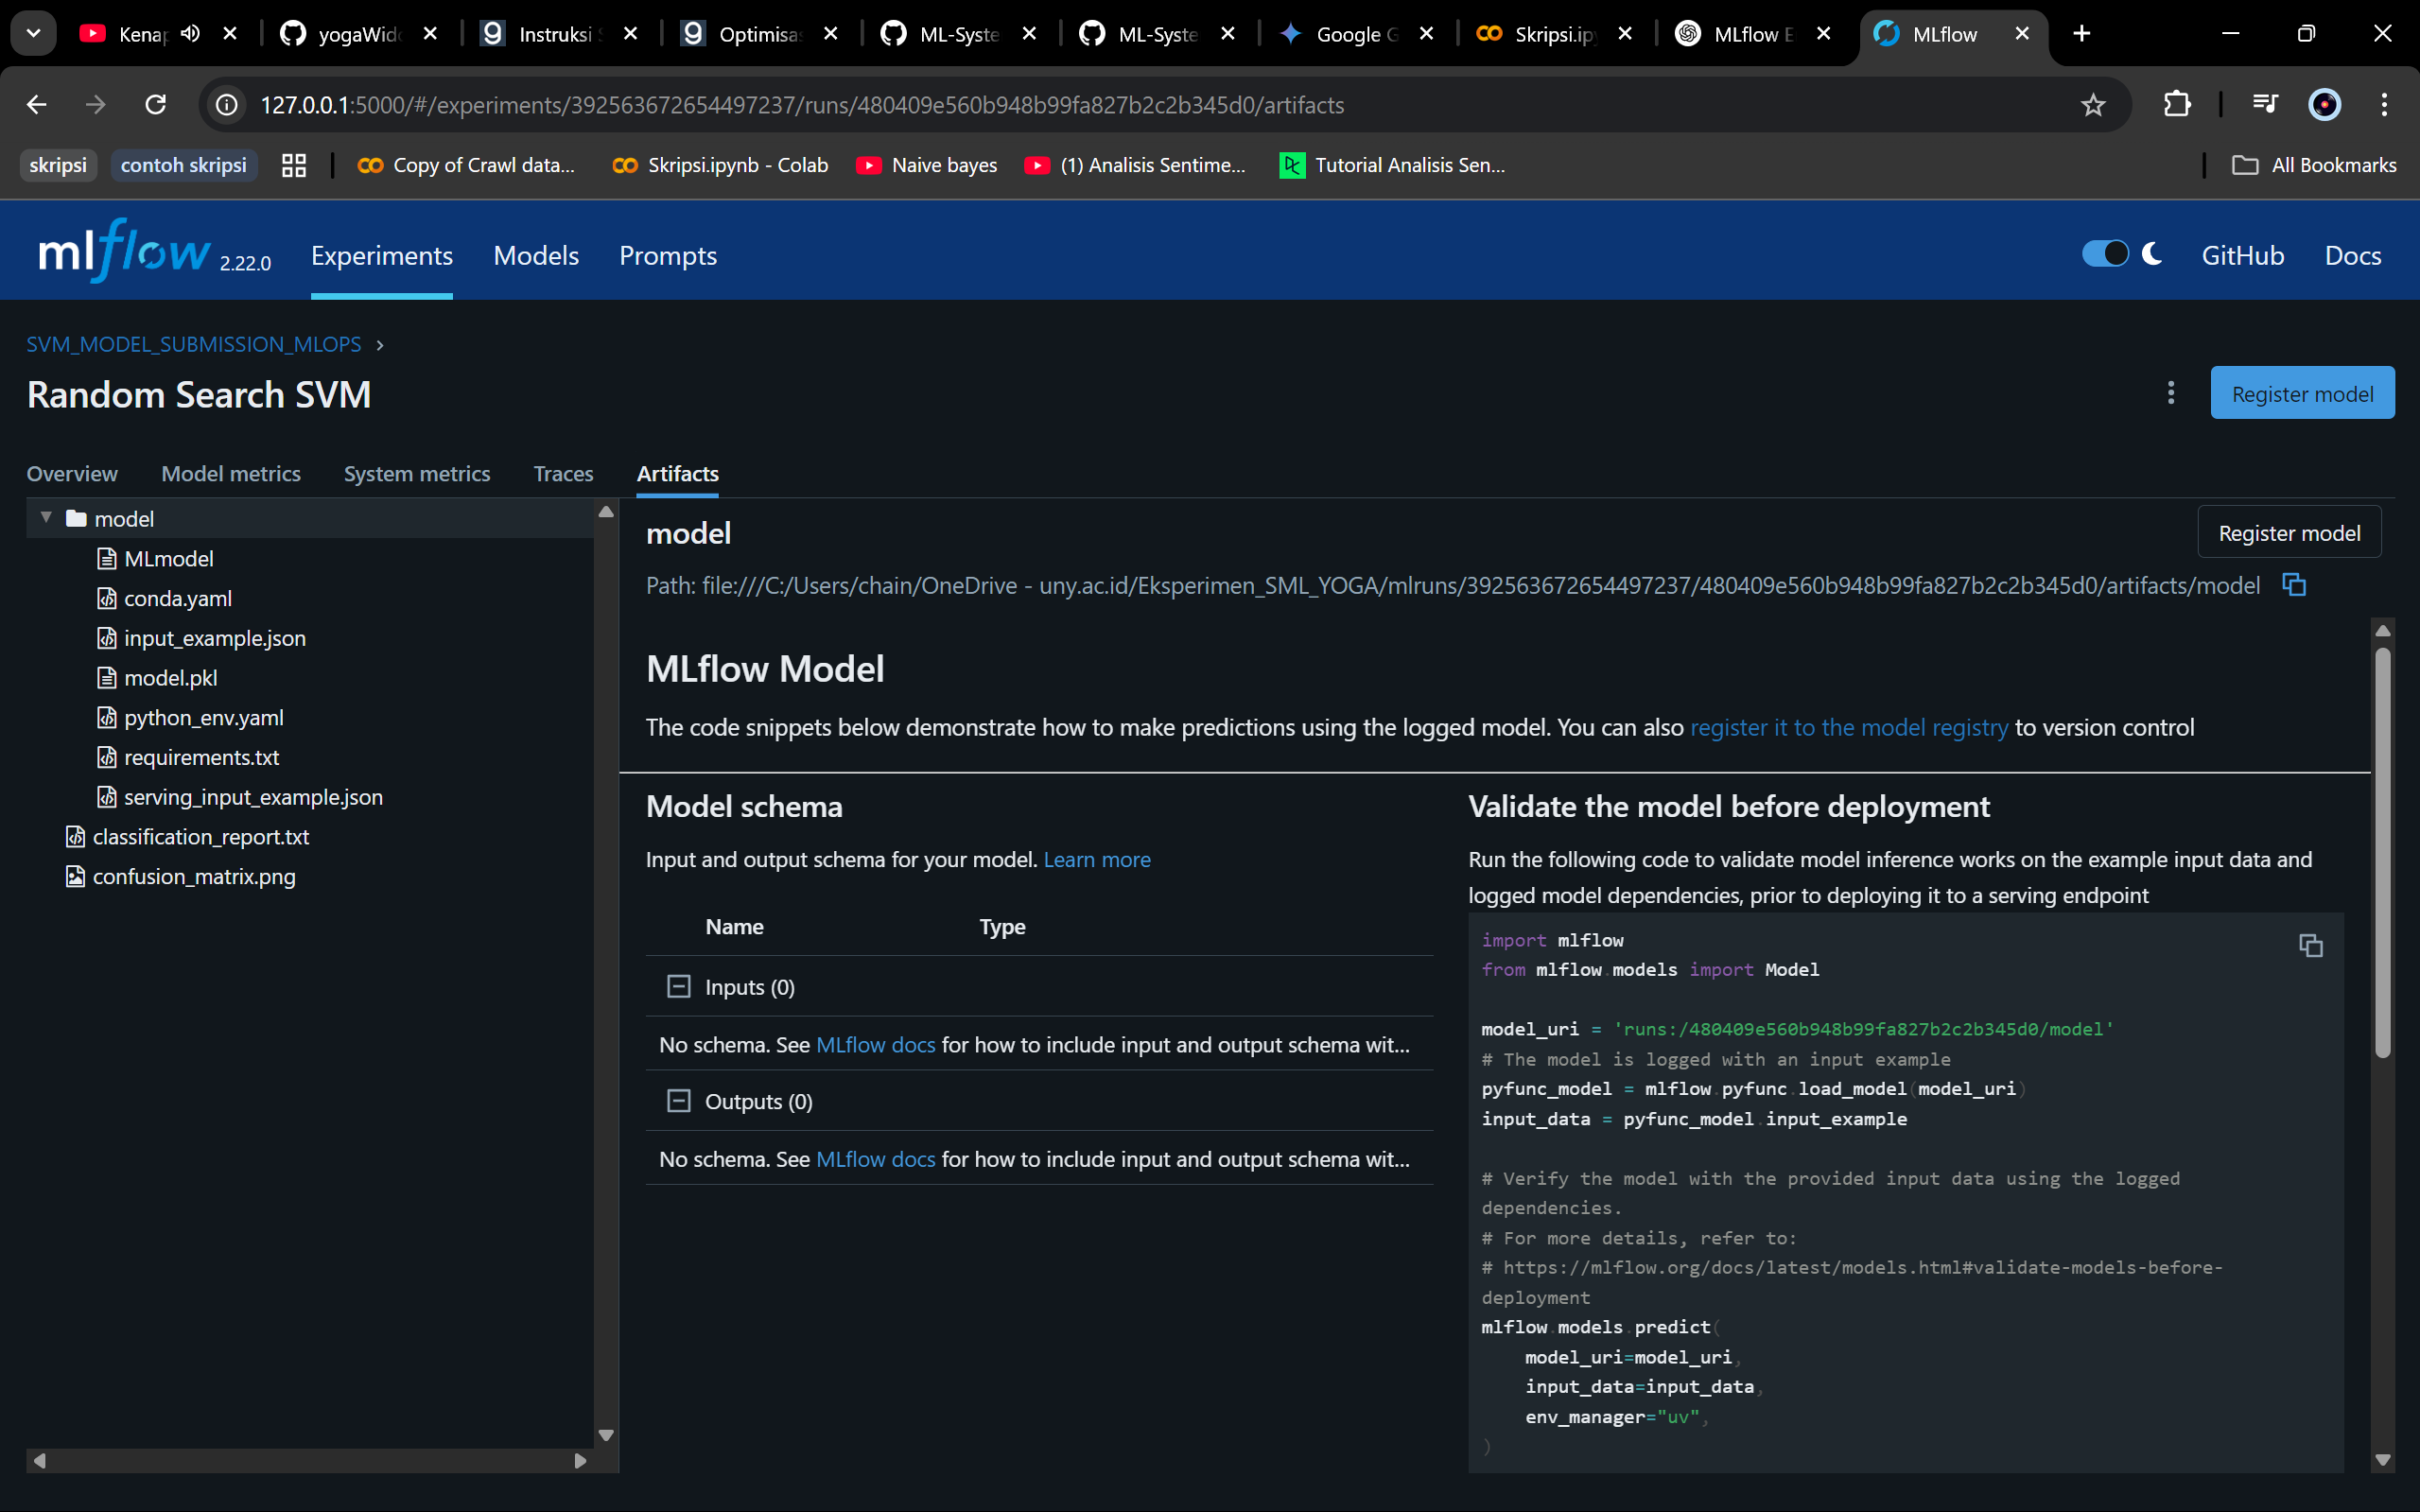 Kenap
yogaWid
Instruksi S
Optimisa
ML-Syste
ML-Syste
Google G
Skripsi.ip
MLflow E
MLflow
127.0.0.1:5000/#/experiments/392563672654497237/runs/480409e560b948b99fa827b2c2b345d0/artifacts
skripsi
contoh skripsi
Copy of Crawl data...
Skripsi.ipynb - Colab
Naive bayes
(1) Analisis Sentime...
Tutorial Analisis Sen...
All Bookmarks
mlflow 2.22.0
Experiments
Models
Prompts
GitHub
Docs
SVM_MODEL_SUBMISSION_MLOPS >
Random Search SVM
Register model
Overview
Model metrics
System metrics
Traces
Artifacts
model
MLmodel
conda.yaml
input_example.json
model.pkl
python_env.yaml
requirements.txt
serving_input_example.json
classification_report.txt
confusion_matrix.png
model
Register model
Path: file:///C:/Users/chain/OneDrive - uny.ac.id/Eksperimen_SML_YOGA/mlruns/392563672654497237/480409e560b948b99fa827b2c2b345d0/artifacts/model
MLflow Model
The code snippets below demonstrate how to make predictions using the logged model. You can also register it to the model registry to version control
Model schema
Input and output schema for your model. Learn more
Name Type
Inputs (0)
No schema. See MLflow docs for how to include input and output schema wit...
Outputs (0)
No schema. See MLflow docs for how to include input and output schema wit...
Validate the model before deployment
Run the following code to validate model inference works on the example input data and
logged model dependencies, prior to deploying it to a serving endpoint
import mlflow
from mlflow.models import Model
model_uri = 'runs:/480409e560b948b99fa827b2c2b345d0/model'
# The model is logged with an input example
pyfunc_model = mlflow.pyfunc.load_model(model_uri)
input_data = pyfunc_model.input_example
# Verify the model with the provided input data using the logged
dependencies.
# For more details, refer to:
# https://mlflow.org/docs/latest/models.html#validate-models-before-
deployment
mlflow.models.predict(
model_uri=model_uri,
input_data=input_data,
env_manager="uv",
)